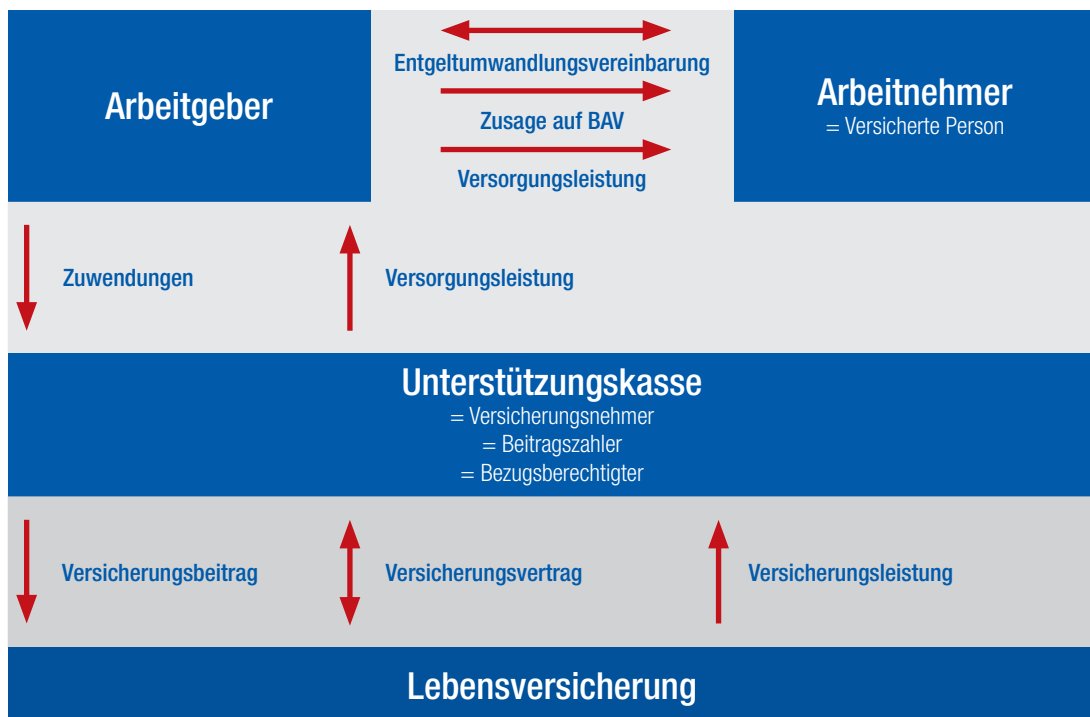 Arbeitgeber
Entgeltumwandlungsvereinbarung
Zusage auf BAV
Versorgungsleistung
Arbeitnehmer
= Versicherte Person
Zuwendungen
Versorgungsleistung
Unterstützungskasse
= Versicherungsnehmer
= Beitragszahler
= Bezugsberechtigter
Versicherungsbeitrag
Versicherungsvertrag
Versicherungsleistung
Lebensversicherung